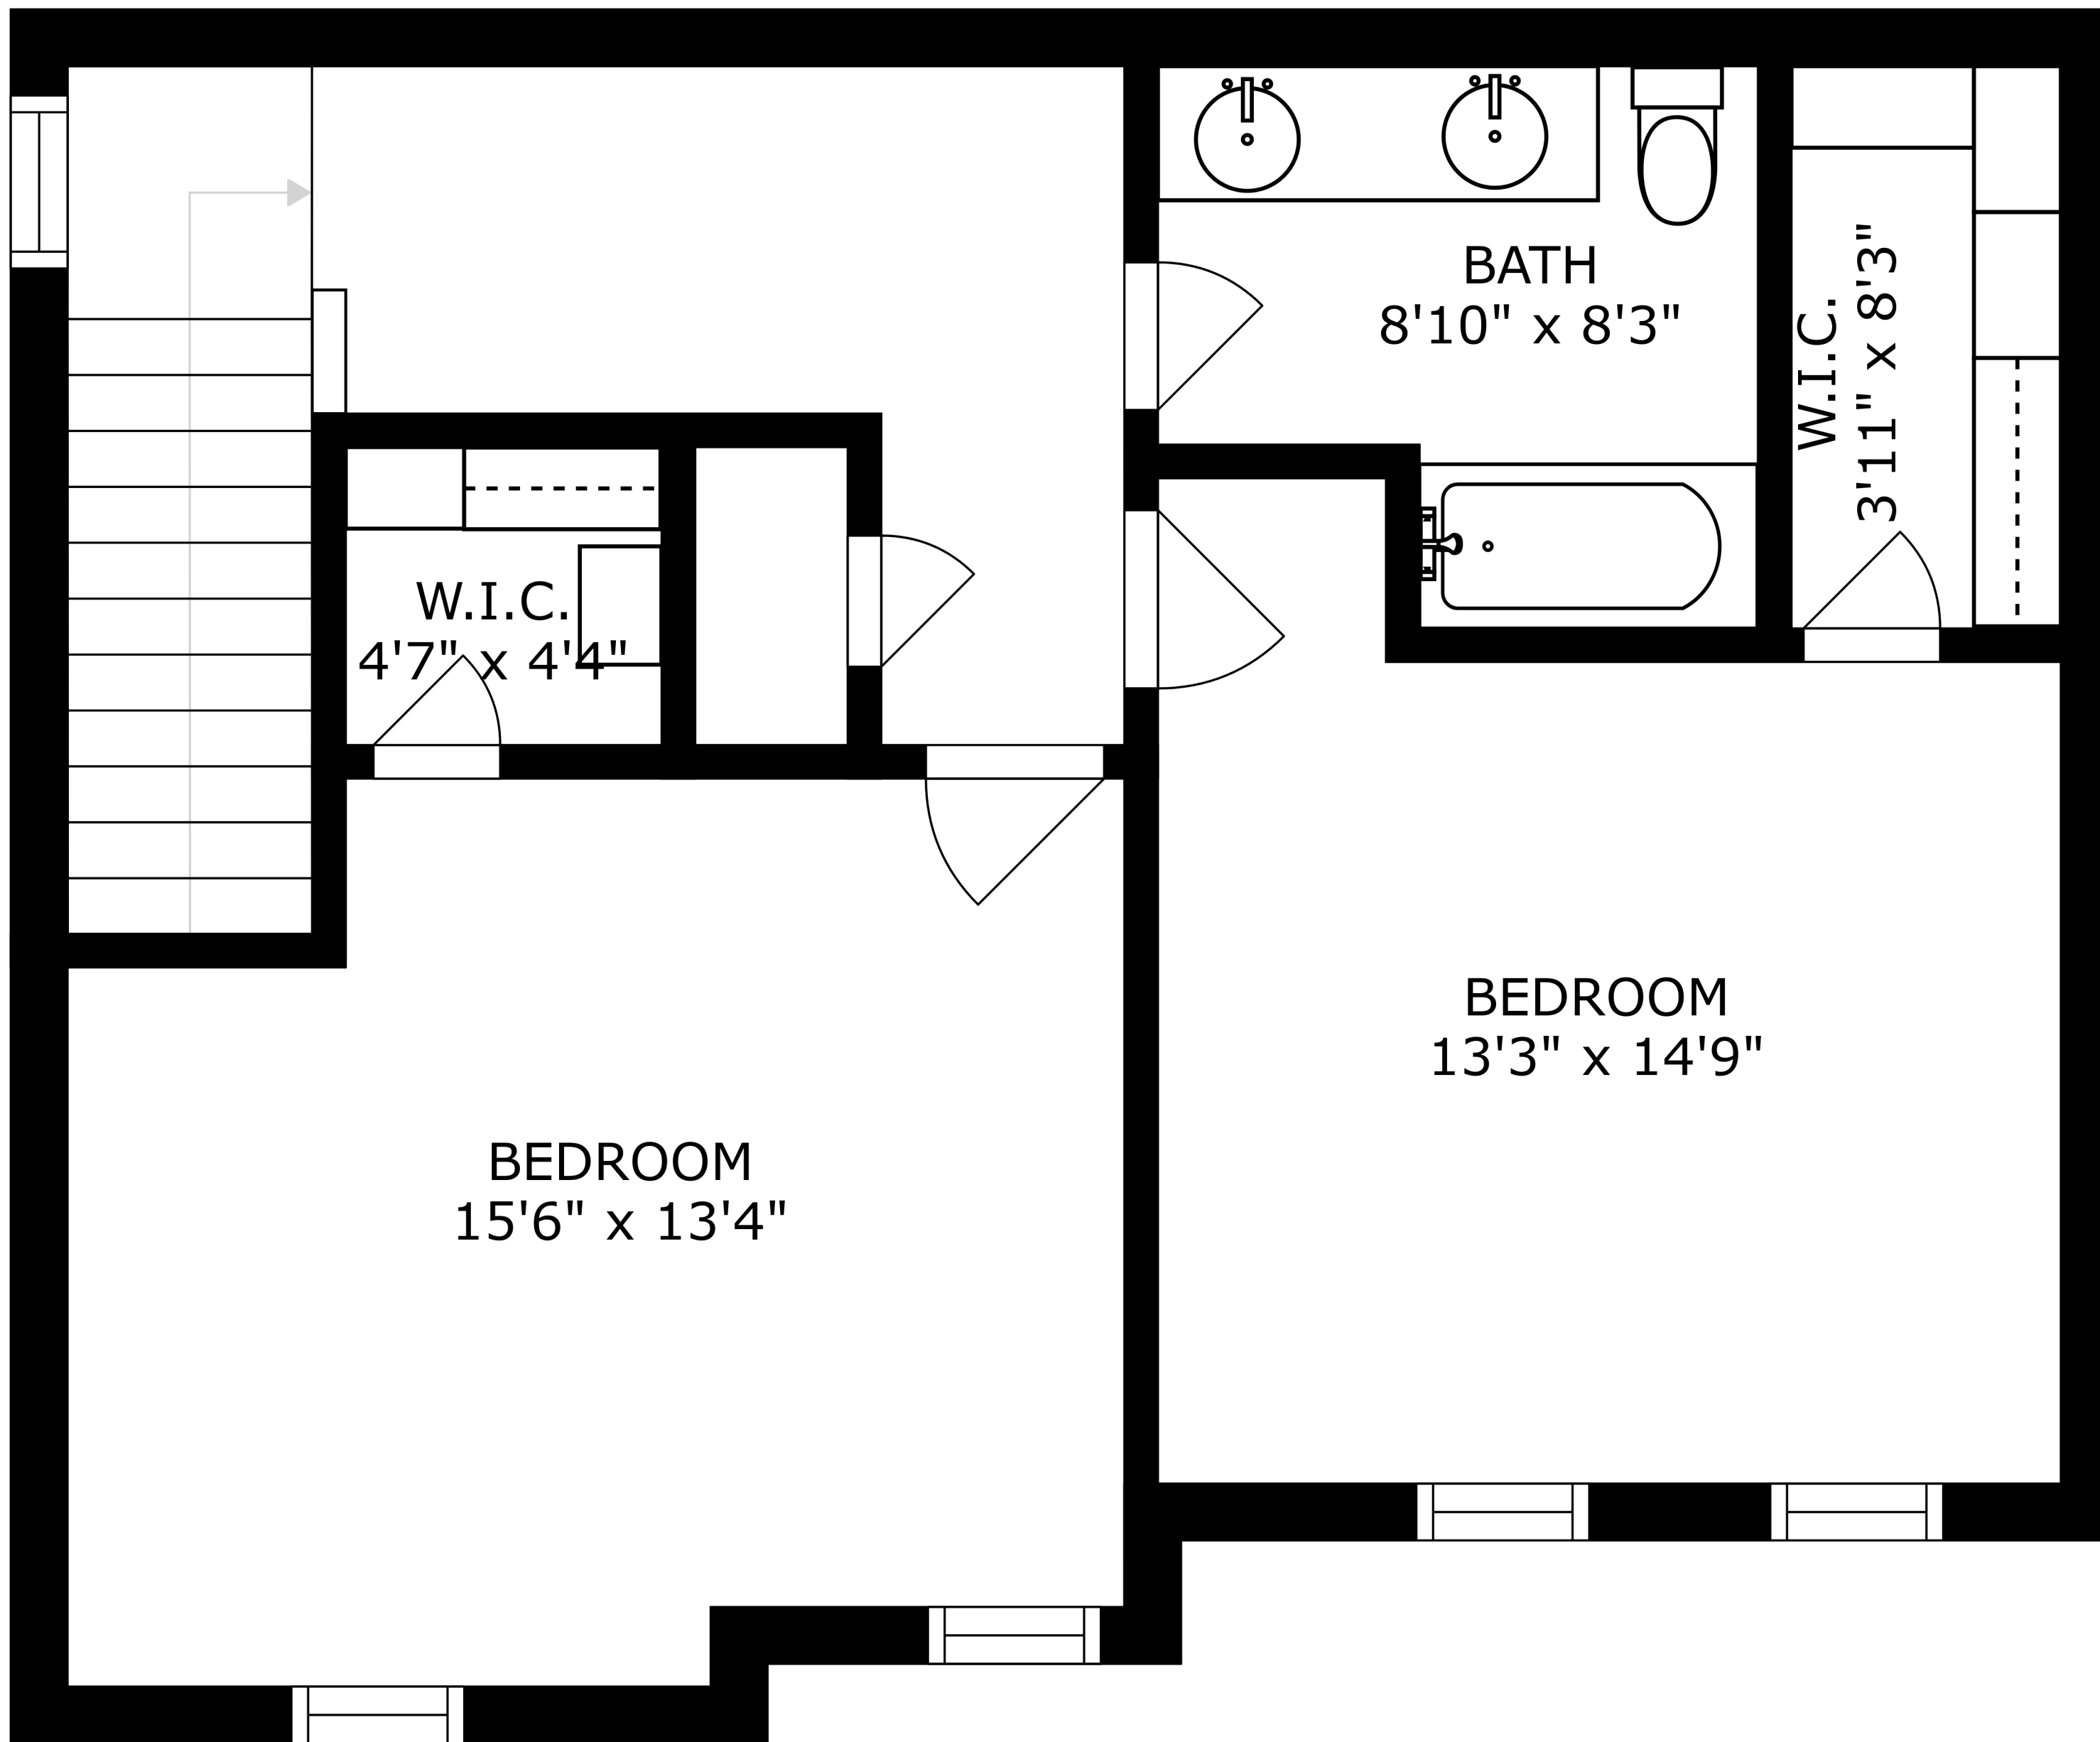 BATH
8'10" x 8'3"
W.I.C.
3'11" x 8'3"
W.I.C.
4'7" x 4'4"
BEDROOM
13'3" x 14'9"
BEDROOM
15'6" x 13'4"